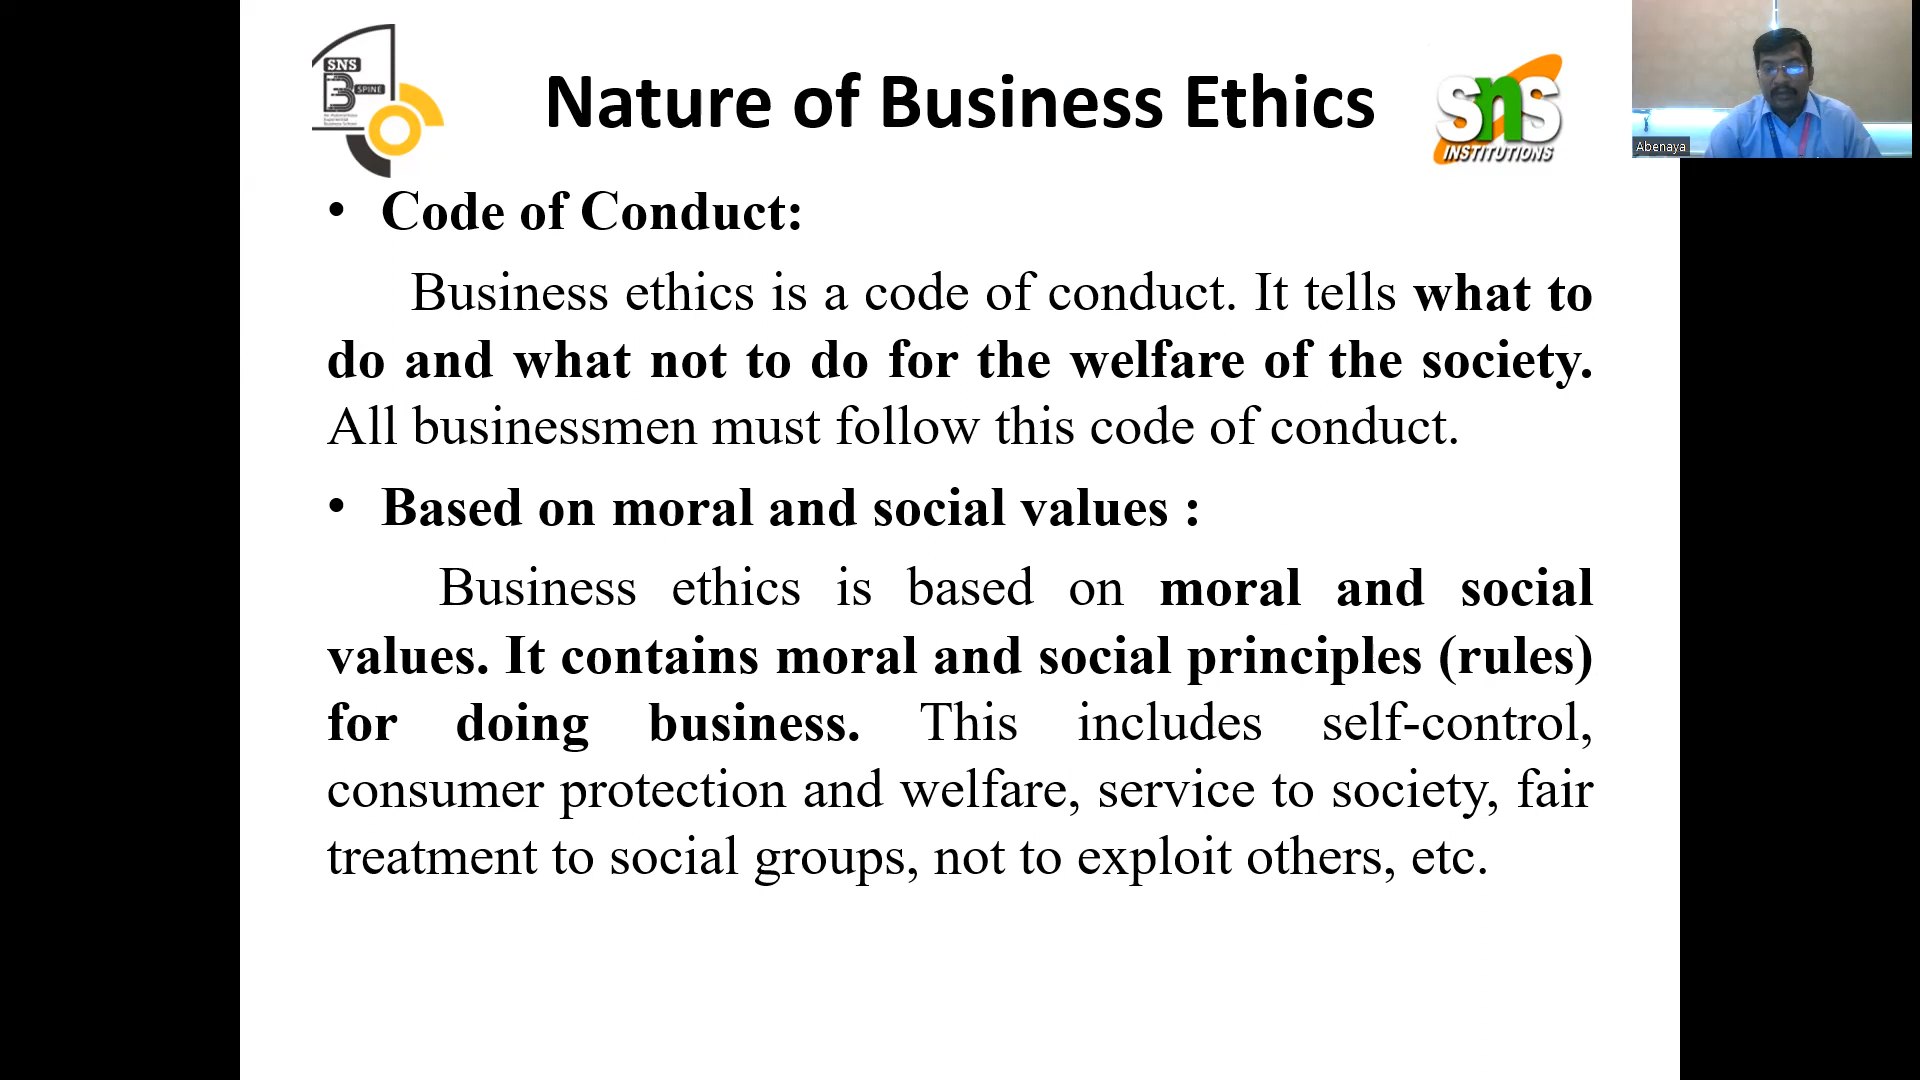 SNS
B SPINE
Nature of Business Ethics
SNS
INSTITUTIONS
Abenaya
• Code of Conduct:
Business ethics is a code of conduct. It tells what to
do and what not to do for the welfare of the society.
All businessmen must follow this code of conduct.
• Based on moral and social values :
Business ethics is based on moral and social
values. It contains moral and social principles (rules)
for doing business. This includes self-control,
consumer protection and welfare, service to society, fair
treatment to social groups, not to exploit others, etc.